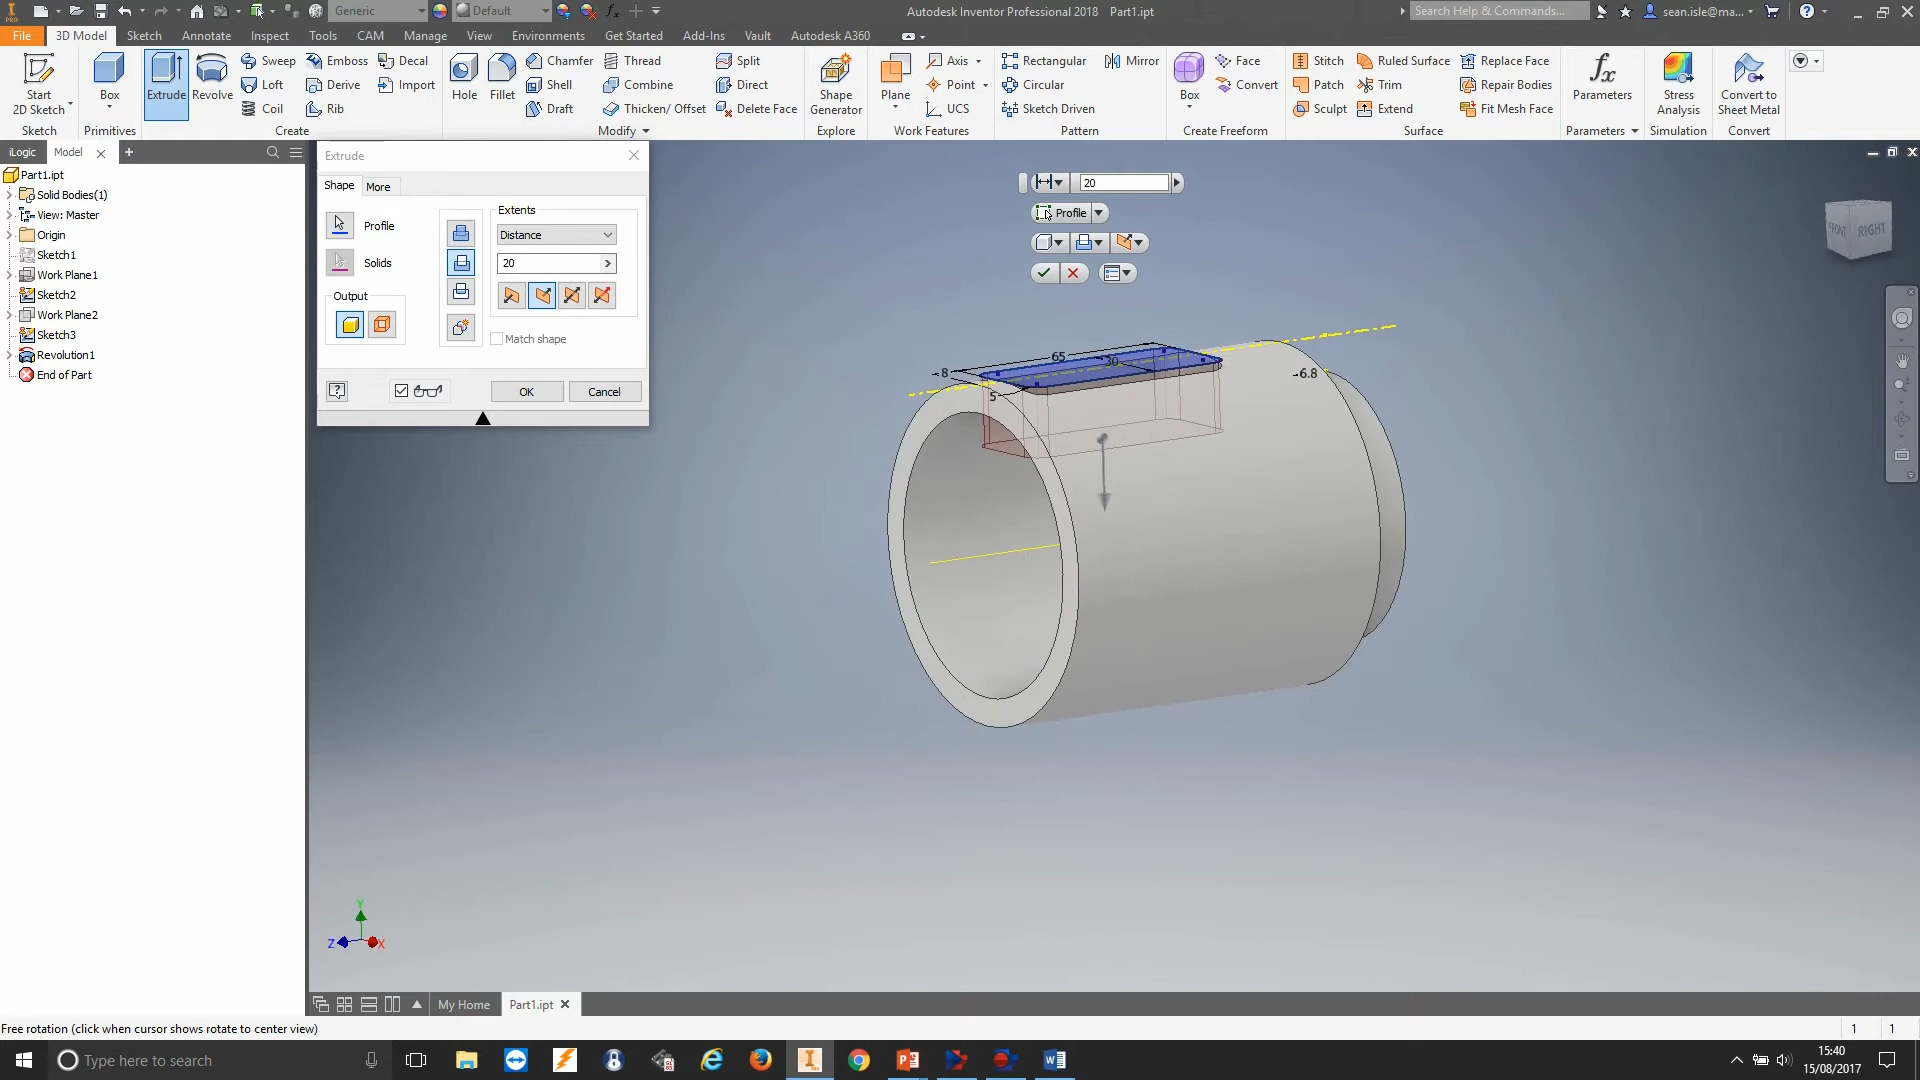 PRO Generic Default Autodesk Inventor Professional 2018 Part1.ipt Search Help & Commands... sean.isle@ma...
File 3D Model Sketch Annotate Inspect Tools CAM Manage View Environments Get Started Add-Ins Vault Autodesk A360
Start 2D Sketch
Sketch
Box
Primitives
Extrude
Revolve
Sweep
Loft
Coil
Emboss
Derive
Rib
Decal
Import
Create
Hole
Fillet
Chamfer
Shell
Draft
Thread
Combine
Thicken/ Offset
Split
Direct
Delete Face
Modify
Shape Generator
Explore
Plane
Axis
Point
UCS
Work Features
Rectangular
Circular
Sketch Driven
Mirror
Pattern
Box
Face
Convert
Create Freeform
Stitch
Patch
Sculpt
Ruled Surface
Trim
Extend
Replace Face
Repair Bodies
Fit Mesh Face
Surface
fx
Parameters
Parameters
Stress Analysis
Simulation
Convert to Sheet Metal
Convert
iLogic Model
Part1.ipt
Solid Bodies(1)
View: Master
Origin
Sketch1
Work Plane1
Sketch2
Work Plane2
Sketch3
Revolution1
End of Part
Extrude
Shape More
Profile
Solids
Output
Extents
Distance
20
Match shape
OK Cancel
20
Profile
FRONT RIGHT
65
30
8
5
6.8
Y
Z
X
My Home Part1.ipt
Free rotation (click when cursor shows rotate to center view)
1 1
Type here to search
15:40
15/08/2017